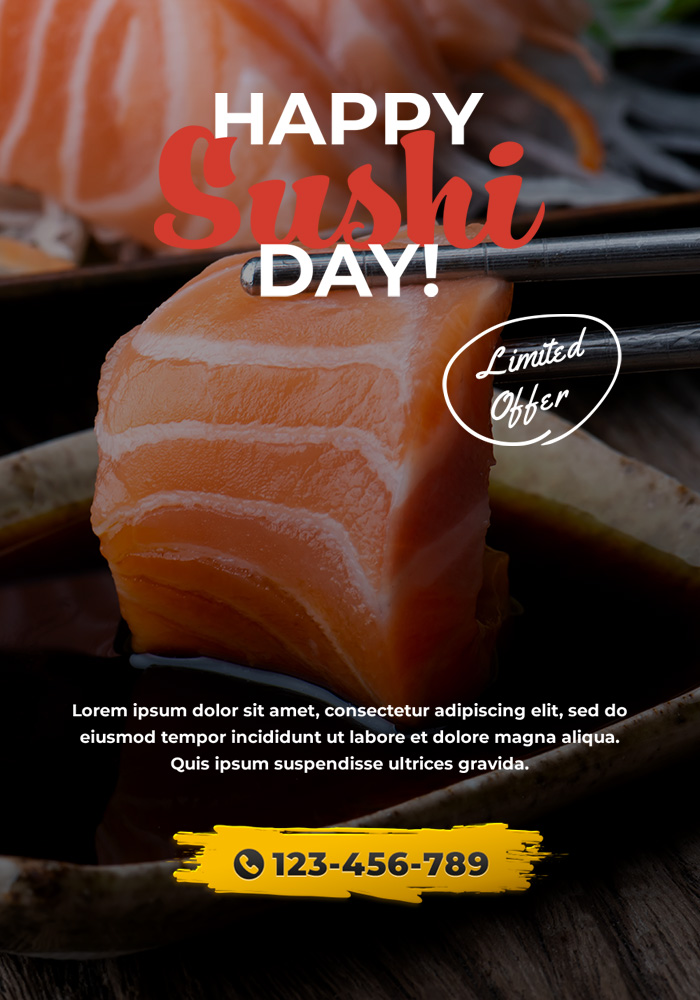 HAPPY
Sushi
DAY!
Limited
Offer
Lorem ipsum dolor sit amet, consectetur adipiscing elit, sed do
eiusmod tempor incididunt ut labore et dolore magna aliqua.
Quis ipsum suspendisse ultrices gravida.
123-456-789